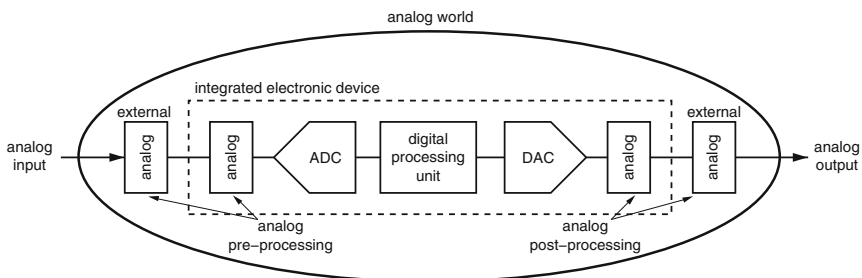 analog world
integrated electronic device
external
external
analog
input
analog
analog
ADC
digital
processing
unit
DAC
analog
analog
analog
output
analog
pre-processing
analog
post-processing